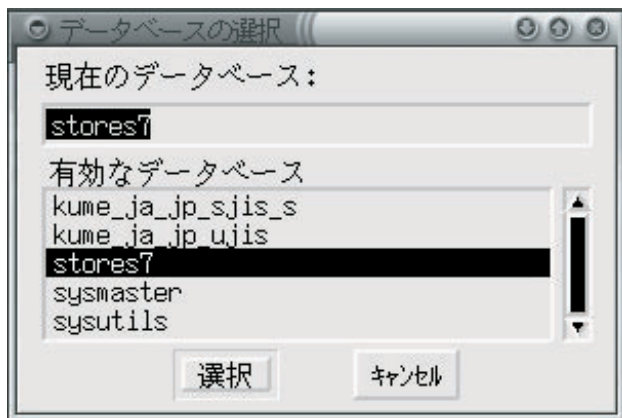 データベースの選択
現在のデータベース:
stores7
有効なデータベース
kume_ja_jp_sjis_s
kume_ja_jp_ujis
stores7
sysmaster
sysutils
選択 ｷｬﾝｾﾙ